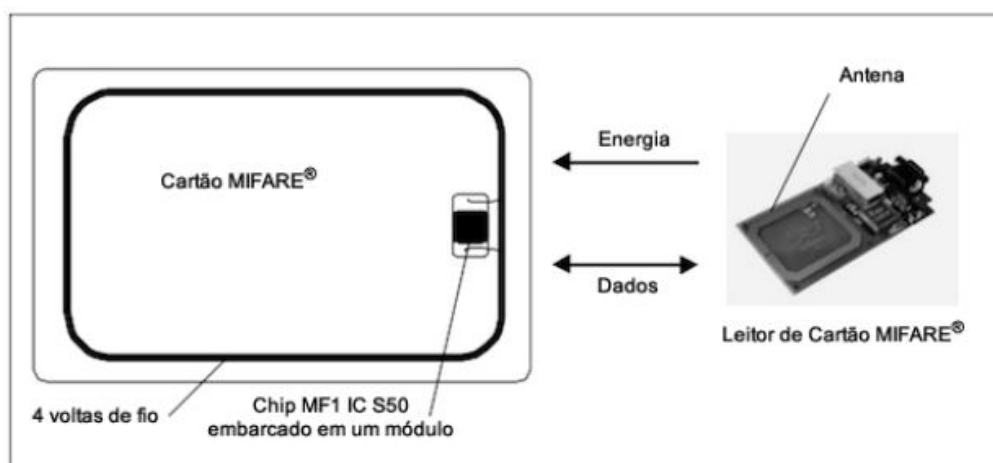 Antena
Energia
Cartão MIFARE®
Dados
Leitor de Cartão MIFARE®
4 voltas de fio
Chip MF1 IC S50
embarcado em um módulo